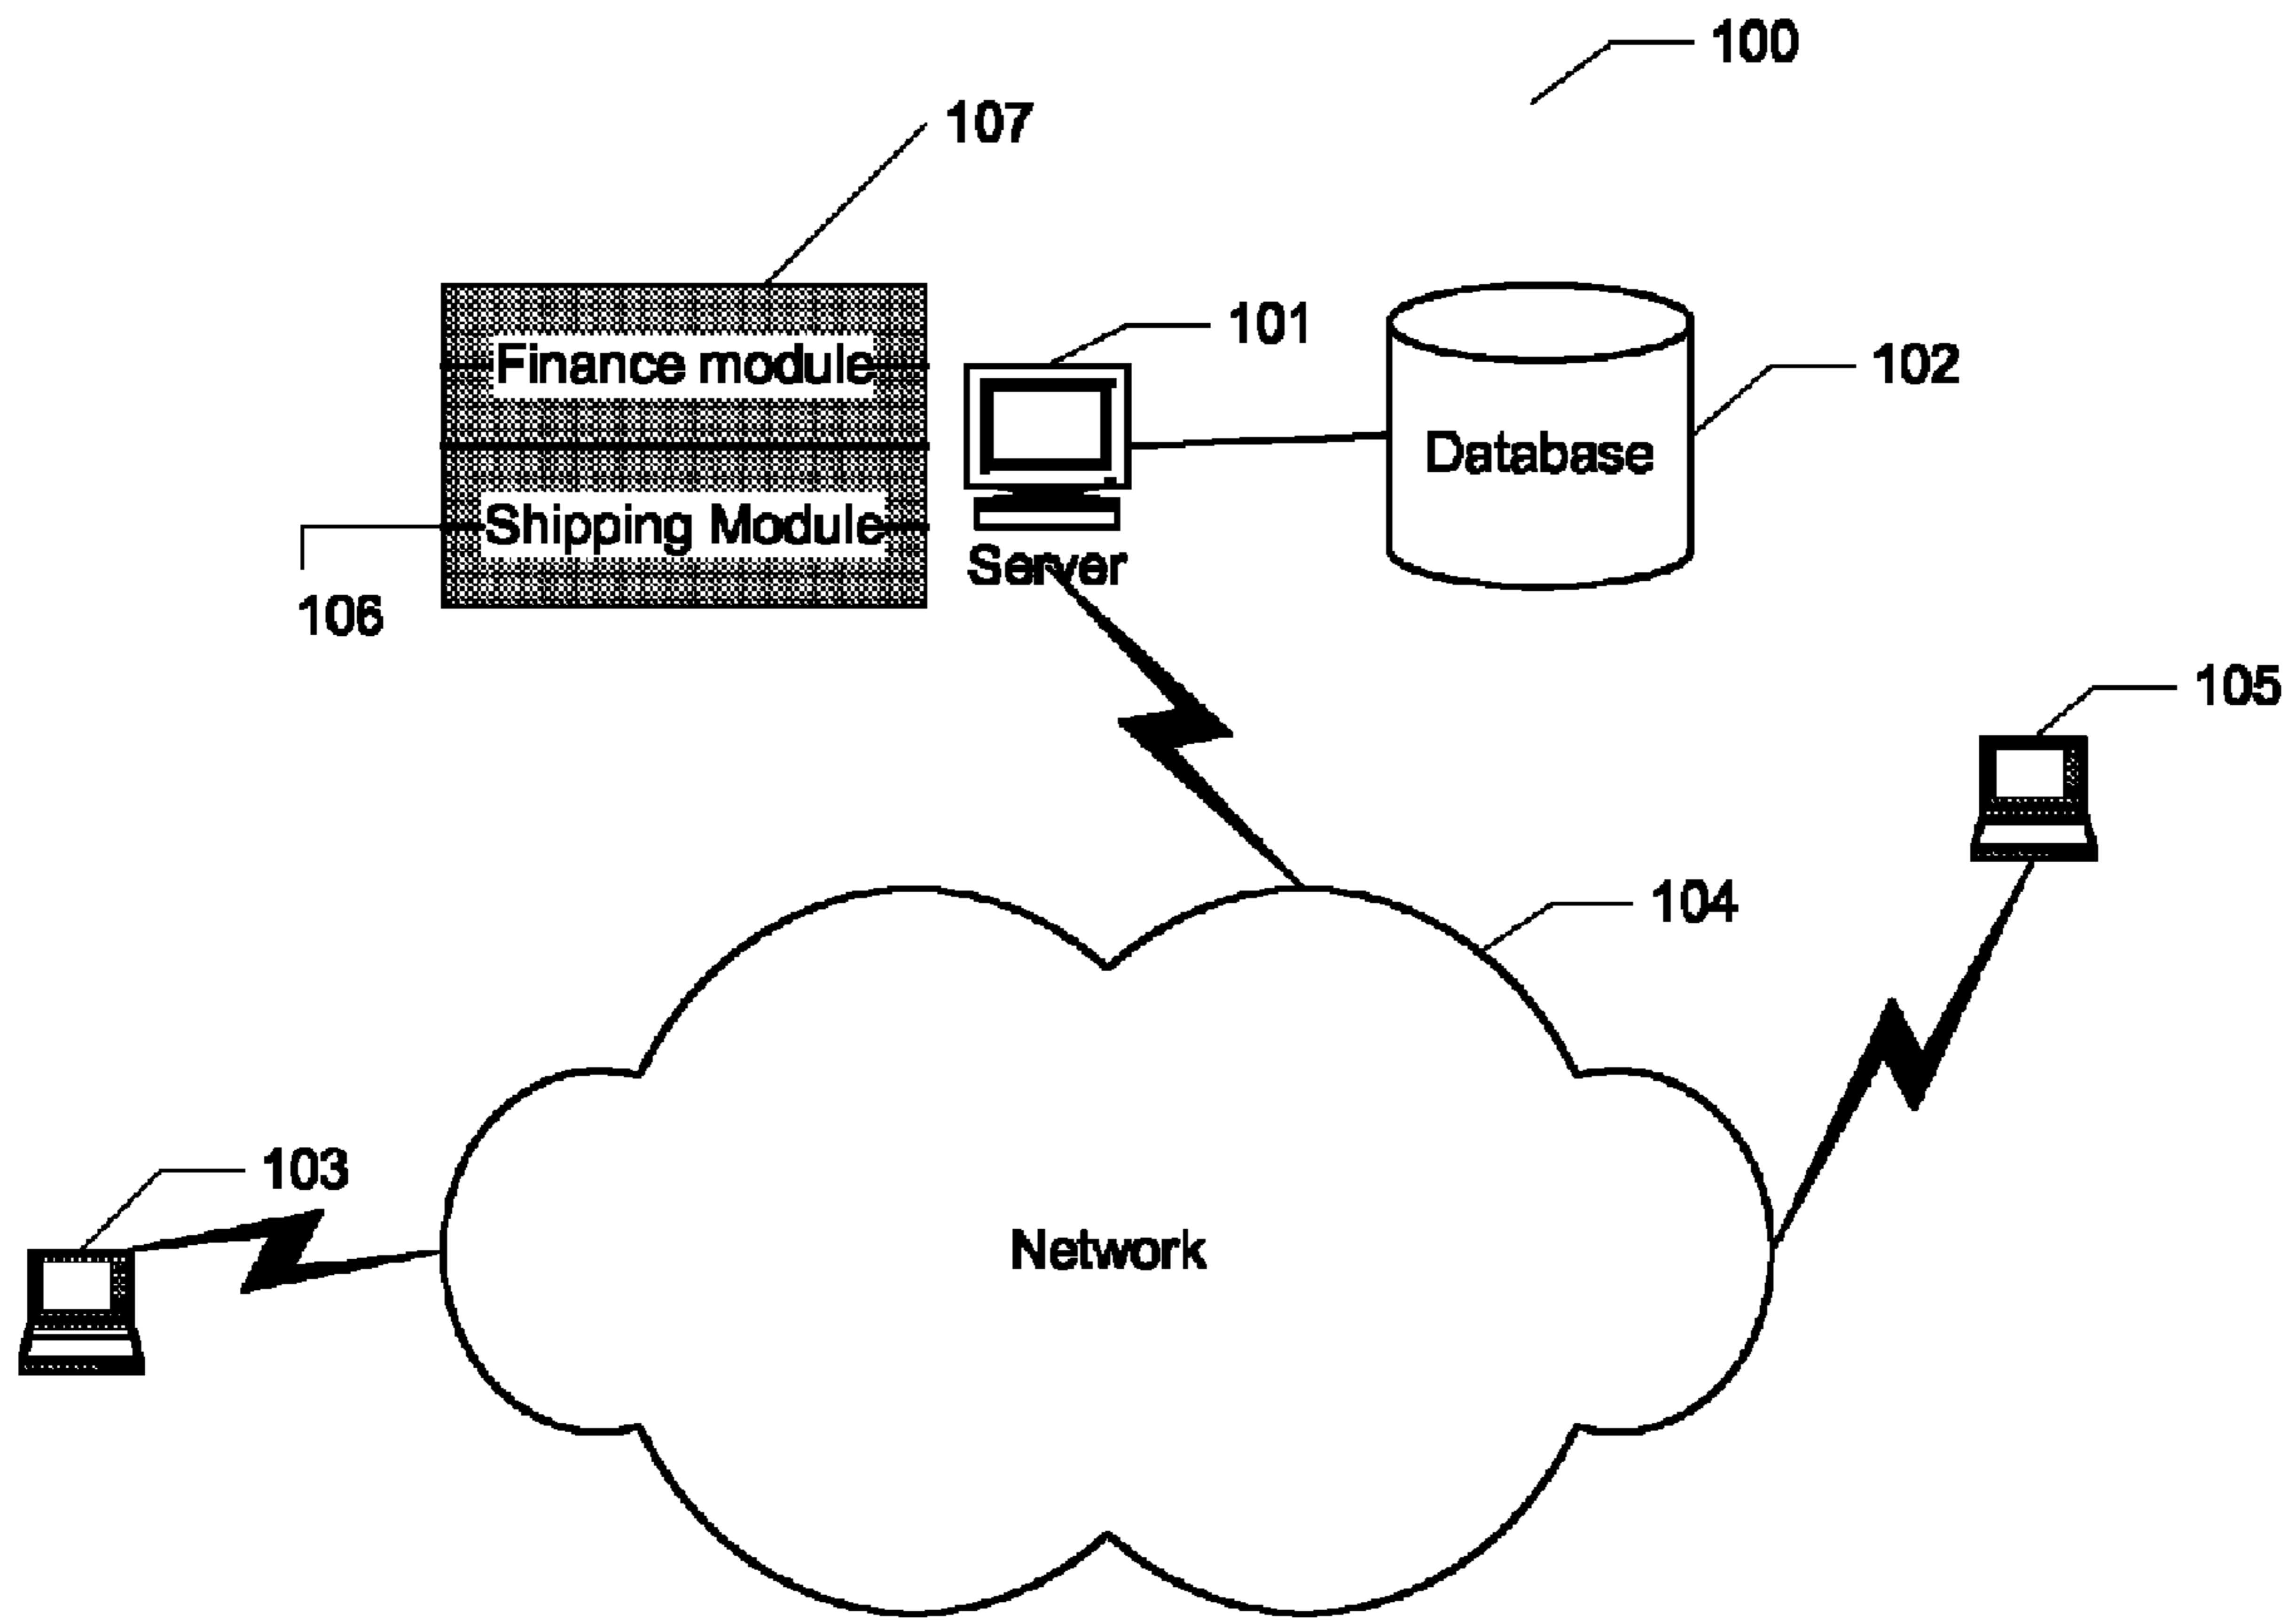 100
107
101
Finance module
102
Database
Shipping Module
Server
106
105
104
103
Network